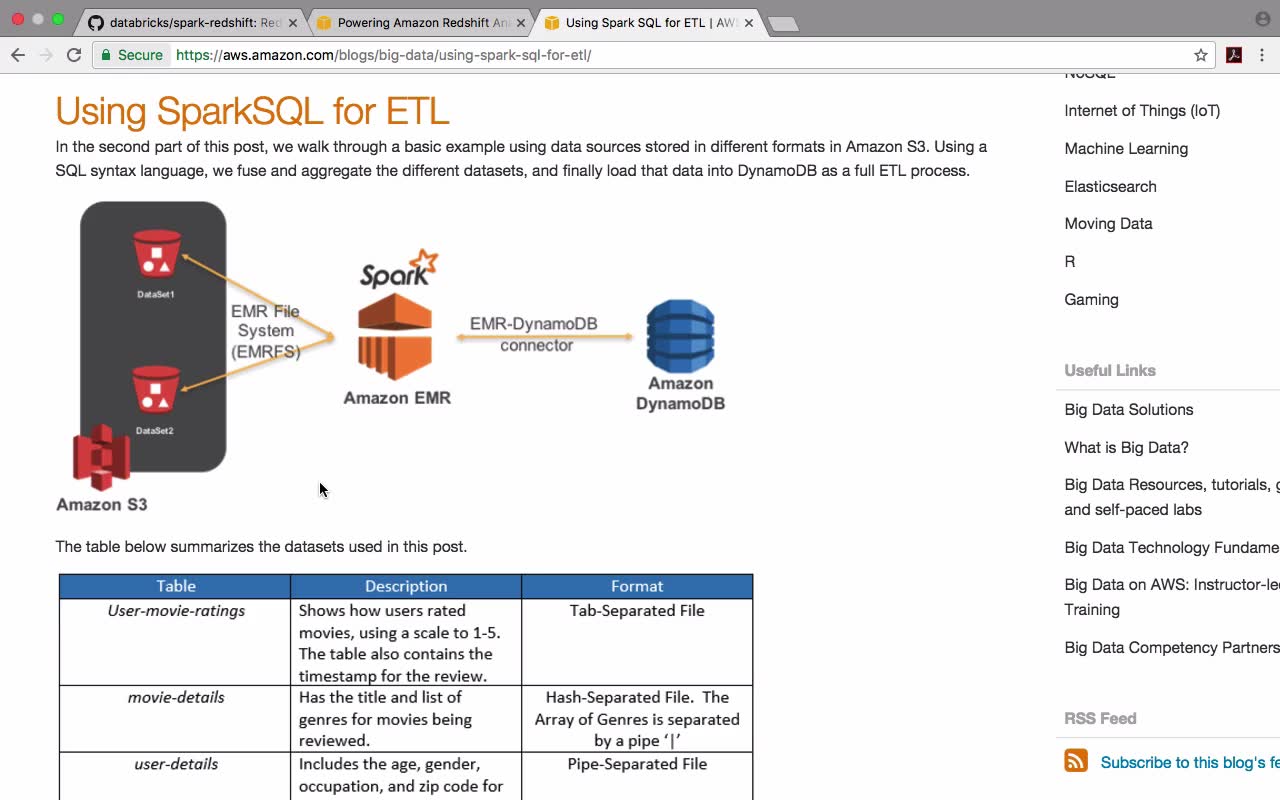 databricks/spark-redshift: Red
Powering Amazon Redshift An
Using Spark SQL for ETL | AW
Secure
https://aws.amazon.com/blogs/big-data/using-spark-sql-for-etl/
Using SparkSQL for ETL
In the second part of this post, we walk through a basic example using data sources stored in different formats in Amazon S3. Using a
SQL syntax language, we fuse and aggregate the different datasets, and finally load that data into DynamoDB as a full ETL process.
DataSet1
DataSet2
Amazon S3
EMR File
System
(EMRFS)
Spark
Amazon EMR
EMR-DynamoDB
connector
Amazon
DynamoDB
The table below summarizes the datasets used in this post.
Table Description Format
User-movie-ratings
Shows how users rated
movies, using a scale to 1-5.
The table also contains the
timestamp for the review.
Tab-Separated File
movie-details
Has the title and list of
genres for movies being
reviewed.
Hash-Separated File. The
Array of Genres is separated
by a pipe ‘|’
user-details
Includes the age, gender,
occupation, and zip code for
Pipe-Separated File
NoSQL
Internet of Things (IoT)
Machine Learning
Elasticsearch
Moving Data
R
Gaming
Useful Links
Big Data Solutions
What is Big Data?
Big Data Resources, tutorials, g
and self-paced labs
Big Data Technology Fundame
Big Data on AWS: Instructor-le
Training
Big Data Competency Partners
RSS Feed
Subscribe to this blog's fe